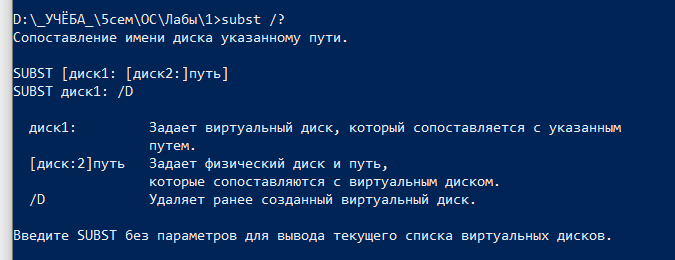 D:\_УЧЁБА_\5сем\ОС\Лабы\1>subst /?
Сопоставление имени диска указанному пути.
SUBST [диск1: [диск2:]путь]
SUBST диск1: /D
диск1: Задает виртуальный диск, который сопоставляется с указанным
путем.
[диск:2]путь Задает физический диск и путь,
которые сопоставляются с виртуальным диском.
/D Удаляет ранее созданный виртуальный диск.
Введите SUBST без параметров для вывода текущего списка виртуальных дисков.